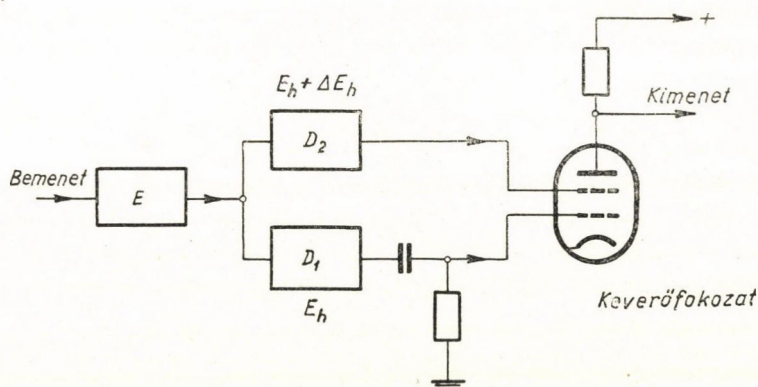 +
E_h + ΔE_h
Kimenet
D_2
Bemenet
E
D_1
E_h
Keverőfokozat